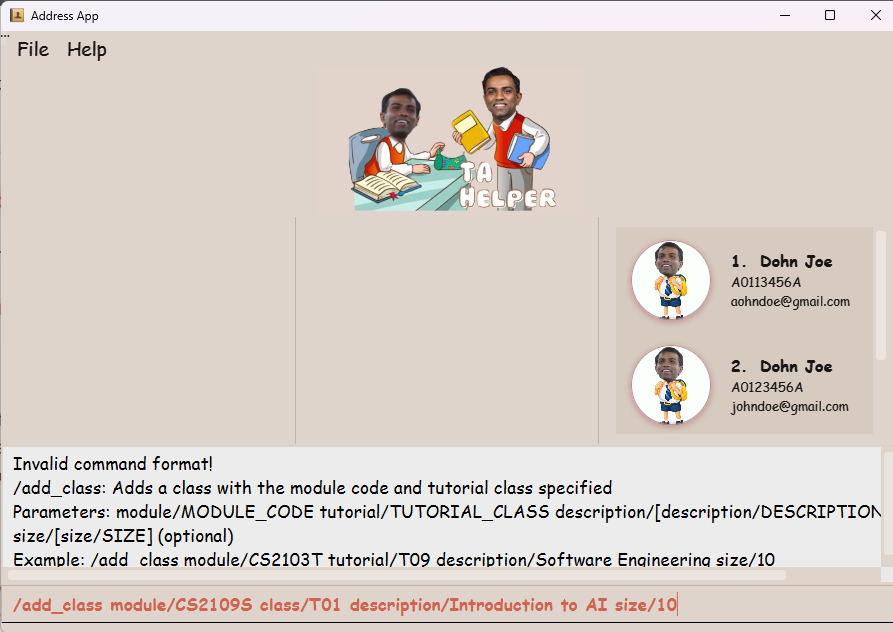 Address App
...
File Help
TA
HELPER
1. Dohn Joe
A0113456A
aohndoe@gmail.com
2. Dohn Joe
A0123456A
johndoe@gmail.com
Invalid command format!
/add_class: Adds a class with the module code and tutorial class specified
Parameters: module/MODULE_CODE tutorial/TUTORIAL_CLASS description/[description/DESCRIPTION
size/[size/SIZE] (optional)
Example: /add_class module/CS2103T tutorial/T09 description/Software Engineering size/10
/add_class module/CS2109S class/T01 description/Introduction to AI size/10